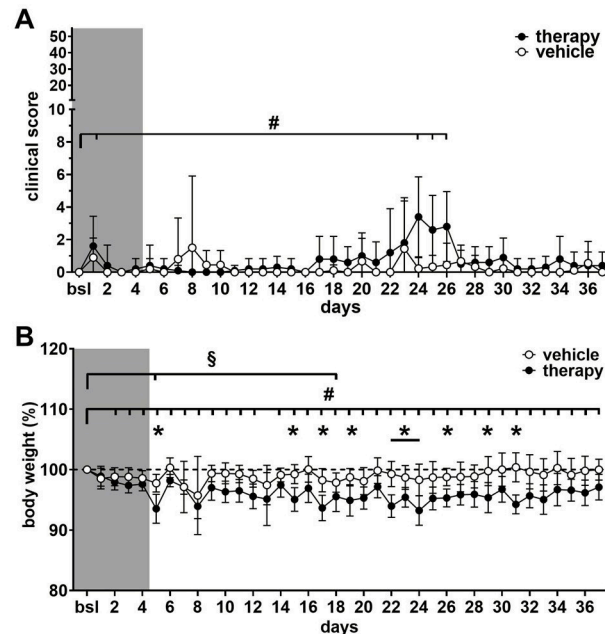 A
therapy
vehicle
50
40
30
20
10
8
6
4
2
0
clinical score
#
bsl 2 4 6 8 10 12 14 16 18 20 22 24 26 28 30 32 34 36
days
B
vehicle
therapy
120
110
100
90
80
body weight (%)
§
#
* * * * * * * *
bsl 2 4 6 8 10 12 14 16 18 20 22 24 26 28 30 32 34 36
days